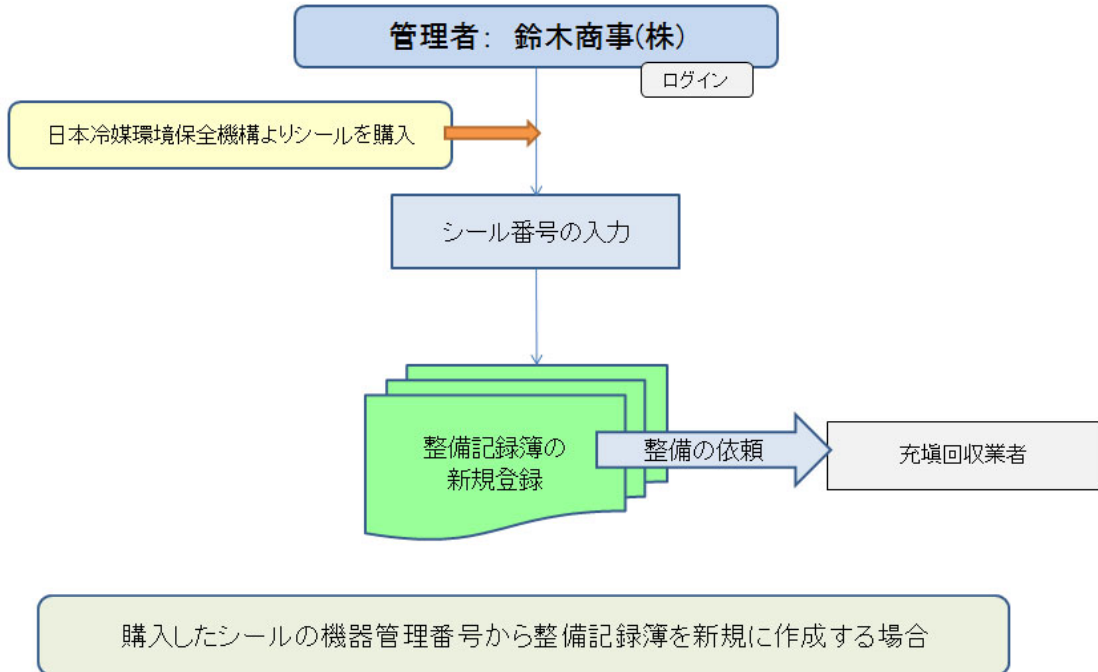 管理者： 鈴木商事(株)
ログイン
日本冷媒環境保全機構よりシールを購入
シール番号の入力
整備記録簿の
新規登録
整備の依頼
充塡回収業者
購入したシールの機器管理番号から整備記録簿を新規に作成する場合